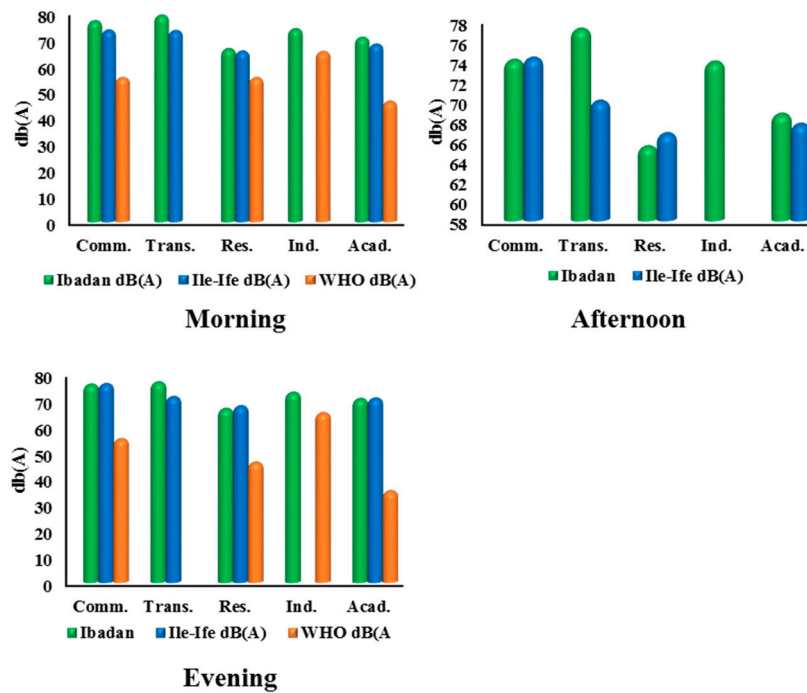 80
70
60
50
40
30
20
10
0
db(A)
Comm. Trans. Res. Ind. Acad.
Ibadan dB(A) Ile-Ife dB(A) WHO dB(A)
Morning
78
76
74
72
70
68
66
64
62
60
58
db(A)
Comm. Trans. Res. Ind. Acad.
Ibadan Ile-Ife dB(A)
Afternoon
80
70
60
50
40
30
20
10
0
db(A)
Comm. Trans. Res. Ind. Acad.
Ibadan Ile-Ife dB(A) WHO dB(A
Evening